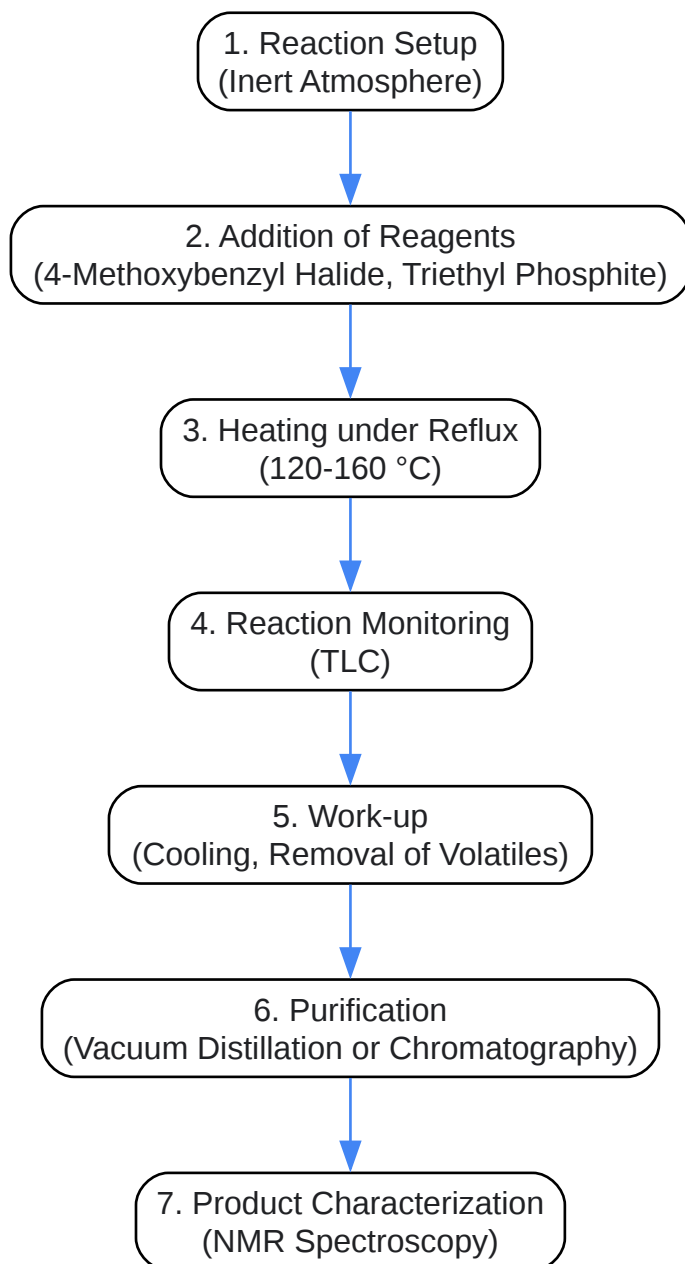 1. Reaction Setup
(Inert Atmosphere)
2. Addition of Reagents
(4-Methoxybenzyl Halide, Triethyl Phosphite)
3. Heating under Reflux
(120-160 °C)
4. Reaction Monitoring
(TLC)
5. Work-up
(Cooling, Removal of Volatiles)
6. Purification
(Vacuum Distillation or Chromatography)
7. Product Characterization
(NMR Spectroscopy)